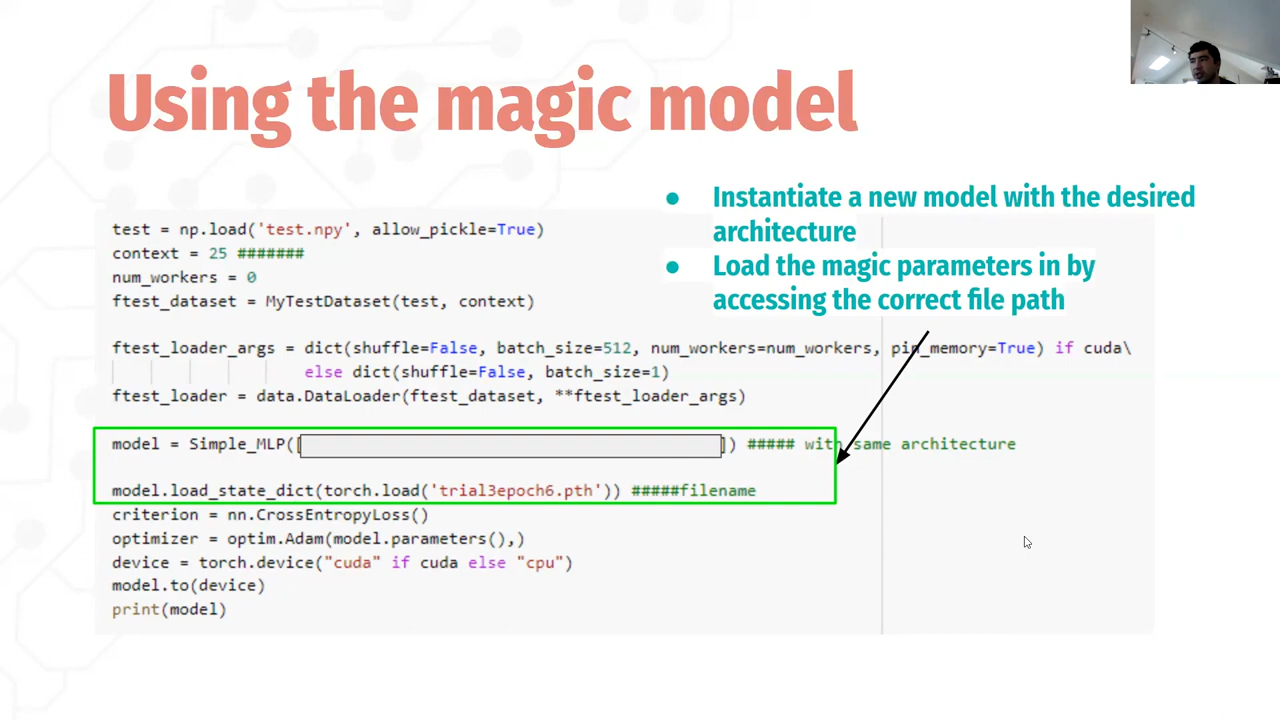 Using the magic model
● Instantiate a new model with the desired
architecture
● Load the magic parameters in by
accessing the correct file path
test = np.load('test.npy', allow_pickle=True)
context = 25 #######
num_workers = 0
ftest_dataset = MyTestDataset(test, context)
ftest_loader_args = dict(shuffle=False, batch_size=512, num_workers=num_workers, pin_memory=True) if cuda\
else dict(shuffle=False, batch_size=1)
ftest_loader = data.DataLoader(ftest_dataset, **ftest_loader_args)
model = Simple_MLP([ ]) ##### with same architecture
model.load_state_dict(torch.load('trial3epoch6.pth')) #####filename
criterion = nn.CrossEntropyLoss()
optimizer = optim.Adam(model.parameters(),)
device = torch.device("cuda" if cuda else "cpu")
model.to(device)
print(model)